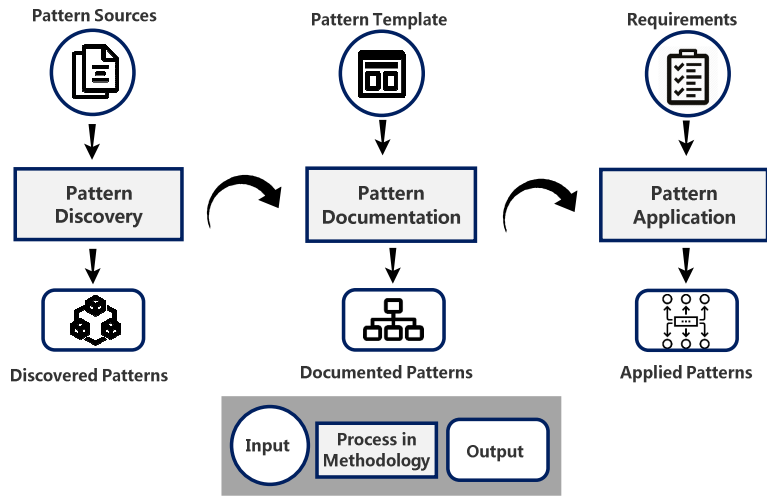 Pattern Sources
Pattern Template
Requirements
Pattern
Discovery
Pattern
Documentation
Pattern
Application
Discovered Patterns
Documented Patterns
Applied Patterns
Input
Process in
Methodology
Output